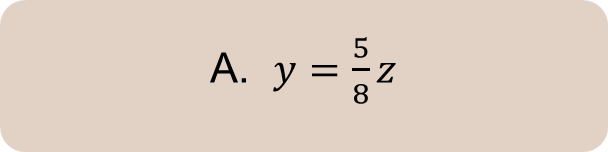 A. y = 5/8 z